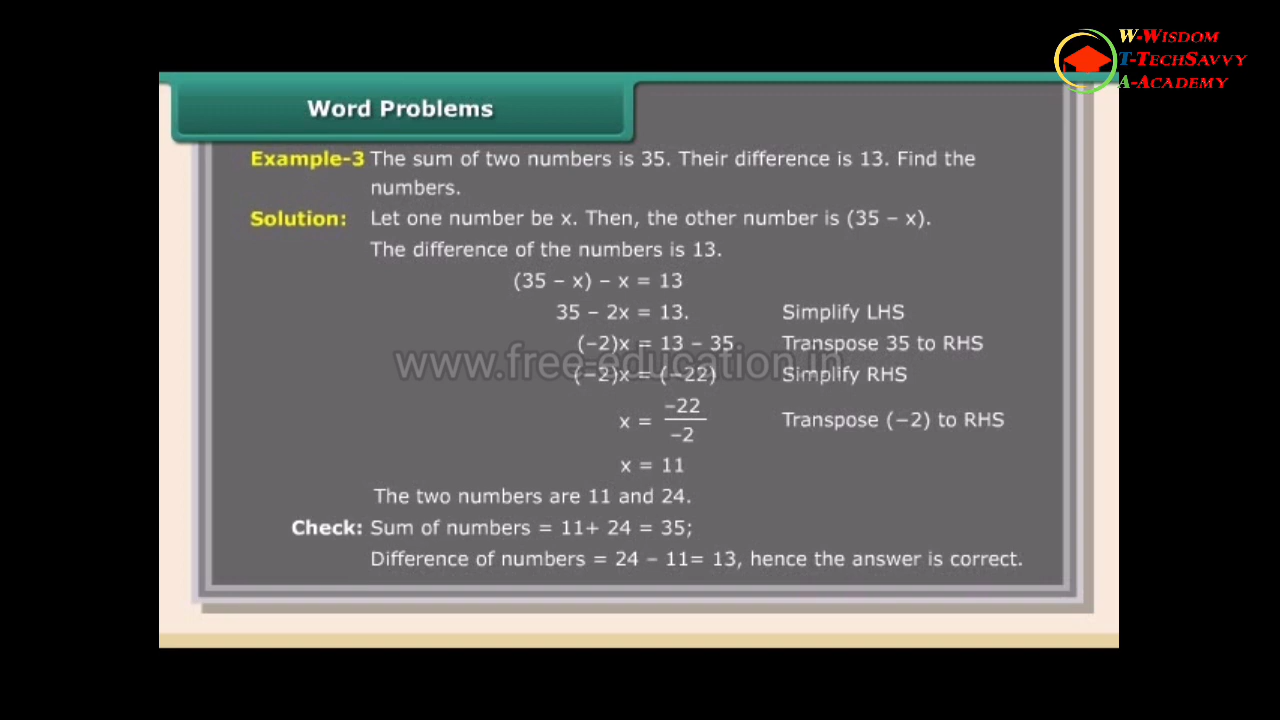 W-Wisdom
T-TechSavvy
A-Academy
Word Problems
Example-3 The sum of two numbers is 35. Their difference is 13. Find the
numbers.
Solution: Let one number be x. Then, the other number is (35 – x).
The difference of the numbers is 13.
(35 – x) – x = 13
35 – 2x = 13. Simplify LHS
(–2)x = 13 – 35 Transpose 35 to RHS
www.free-education.in
(−2)x = (−22) Simplify RHS
x = –22/–2 Transpose (−2) to RHS
x = 11
The two numbers are 11 and 24.
Check: Sum of numbers = 11+ 24 = 35;
Difference of numbers = 24 – 11= 13, hence the answer is correct.